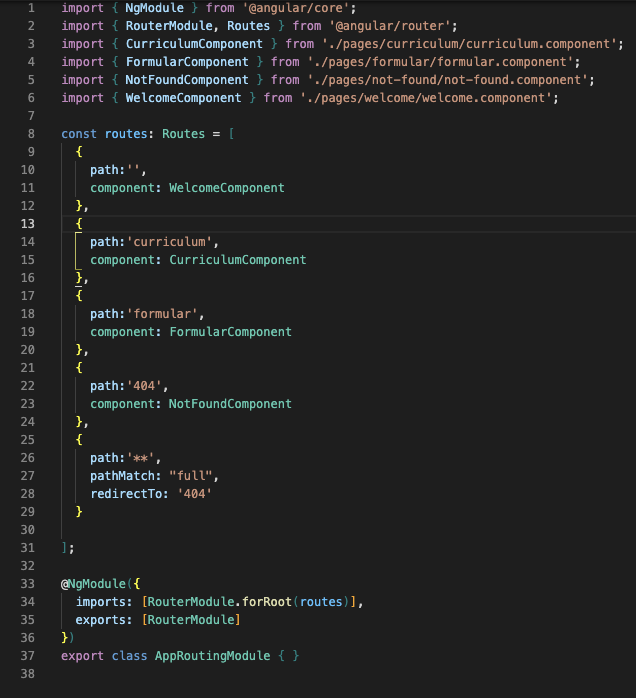 1 import { NgModule } from '@angular/core';
2 import { RouterModule, Routes } from '@angular/router';
3 import { CurriculumComponent } from './pages/curriculum/curriculum.component';
4 import { FormularComponent } from './pages/formular/formular.component';
5 import { NotFoundComponent } from './pages/not-found/not-found.component';
6 import { WelcomeComponent } from './pages/welcome/welcome.component';
7
8 const routes: Routes = [
9   {
10     path:'',
11     component: WelcomeComponent
12   },
13   {
14     path:'curriculum',
15     component: CurriculumComponent
16   },
17   {
18     path:'formular',
19     component: FormularComponent
20   },
21   {
22     path:'404',
23     component: NotFoundComponent
24   },
25   {
26     path:'**',
27     pathMatch: "full",
28     redirectTo: '404'
29   }
30
31 ];
32
33 @NgModule({
34   imports: [RouterModule.forRoot(routes)],
35   exports: [RouterModule]
36 })
37 export class AppRoutingModule { }
38